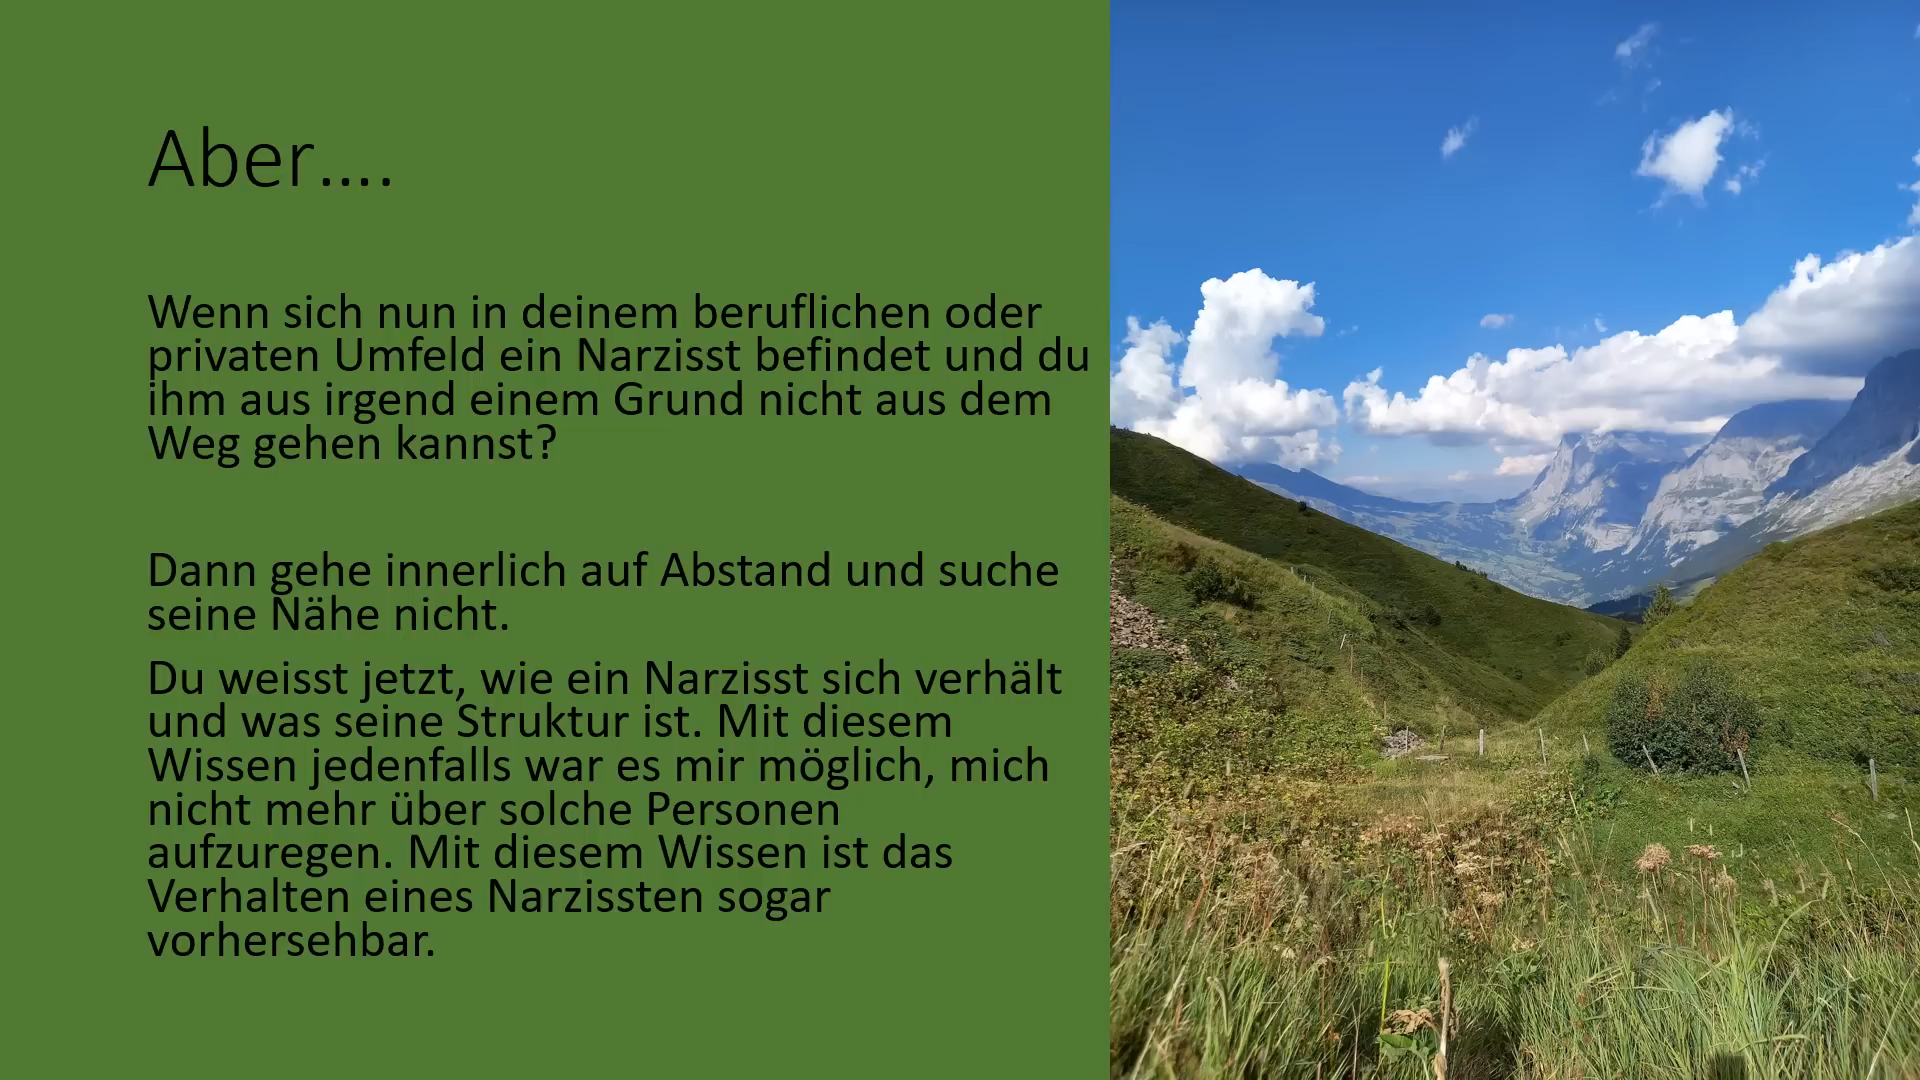 Aber....
Wenn sich nun in deinem beruflichen oder
privaten Umfeld ein Narzisst befindet und du
ihm aus irgend einem Grund nicht aus dem
Weg gehen kannst?
Dann gehe innerlich auf Abstand und suche
seine Nähe nicht.
Du weisst jetzt, wie ein Narzisst sich verhält
und was seine Struktur ist. Mit diesem
Wissen jedenfalls war es mir möglich, mich
nicht mehr über solche Personen
aufzuregen. Mit diesem Wissen ist das
Verhalten eines Narzissten sogar
vorhersehbar.